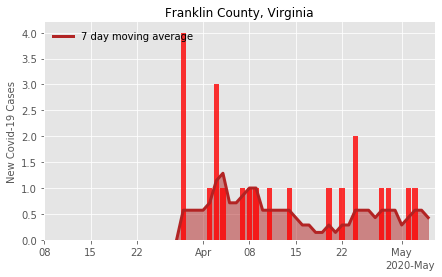 Franklin County, Virginia
7 day moving average
New Covid-19 Cases
4.0
3.5
3.0
2.5
2.0
1.5
1.0
0.5
0.0
08
15
22
Apr
08
15
22
May
2020-May